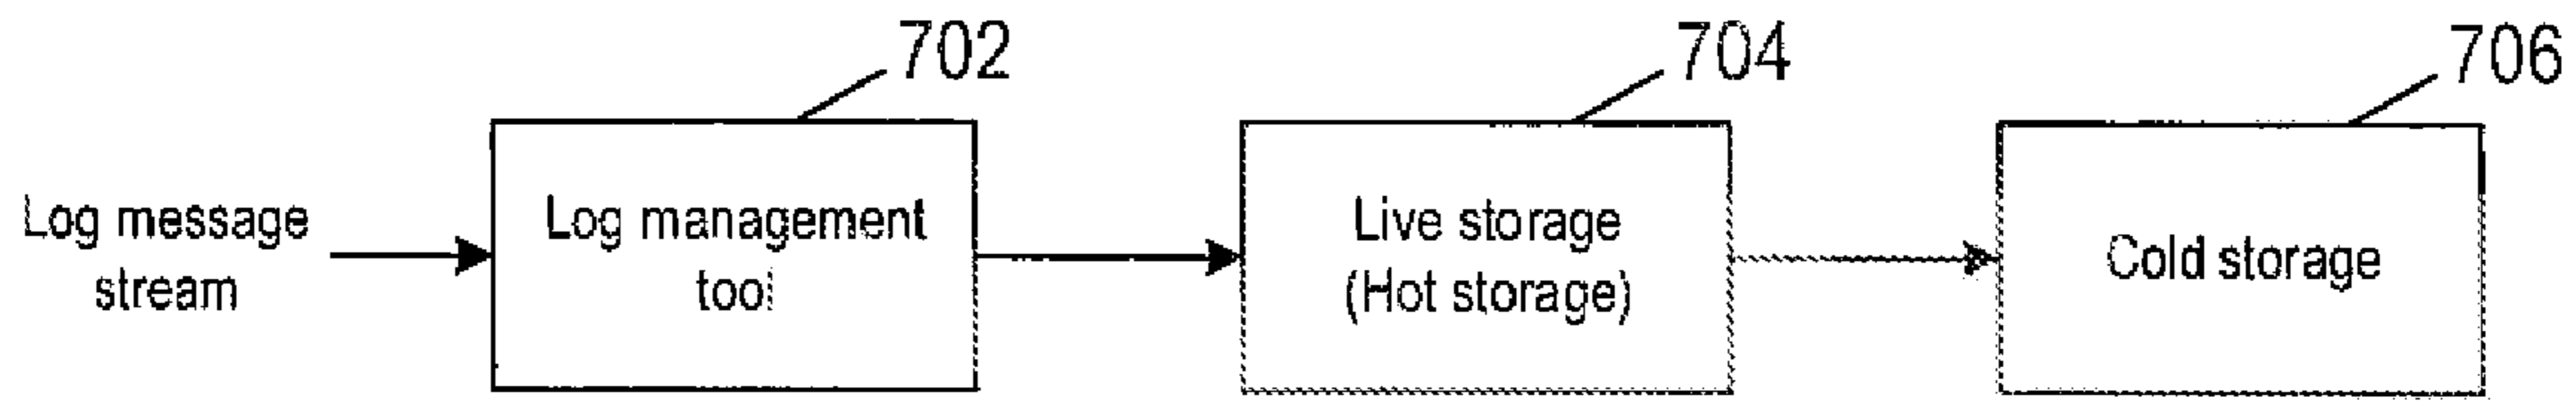 702
704
706
Log message
stream
Log management
tool
Live storage
(Hot storage)
Cold storage